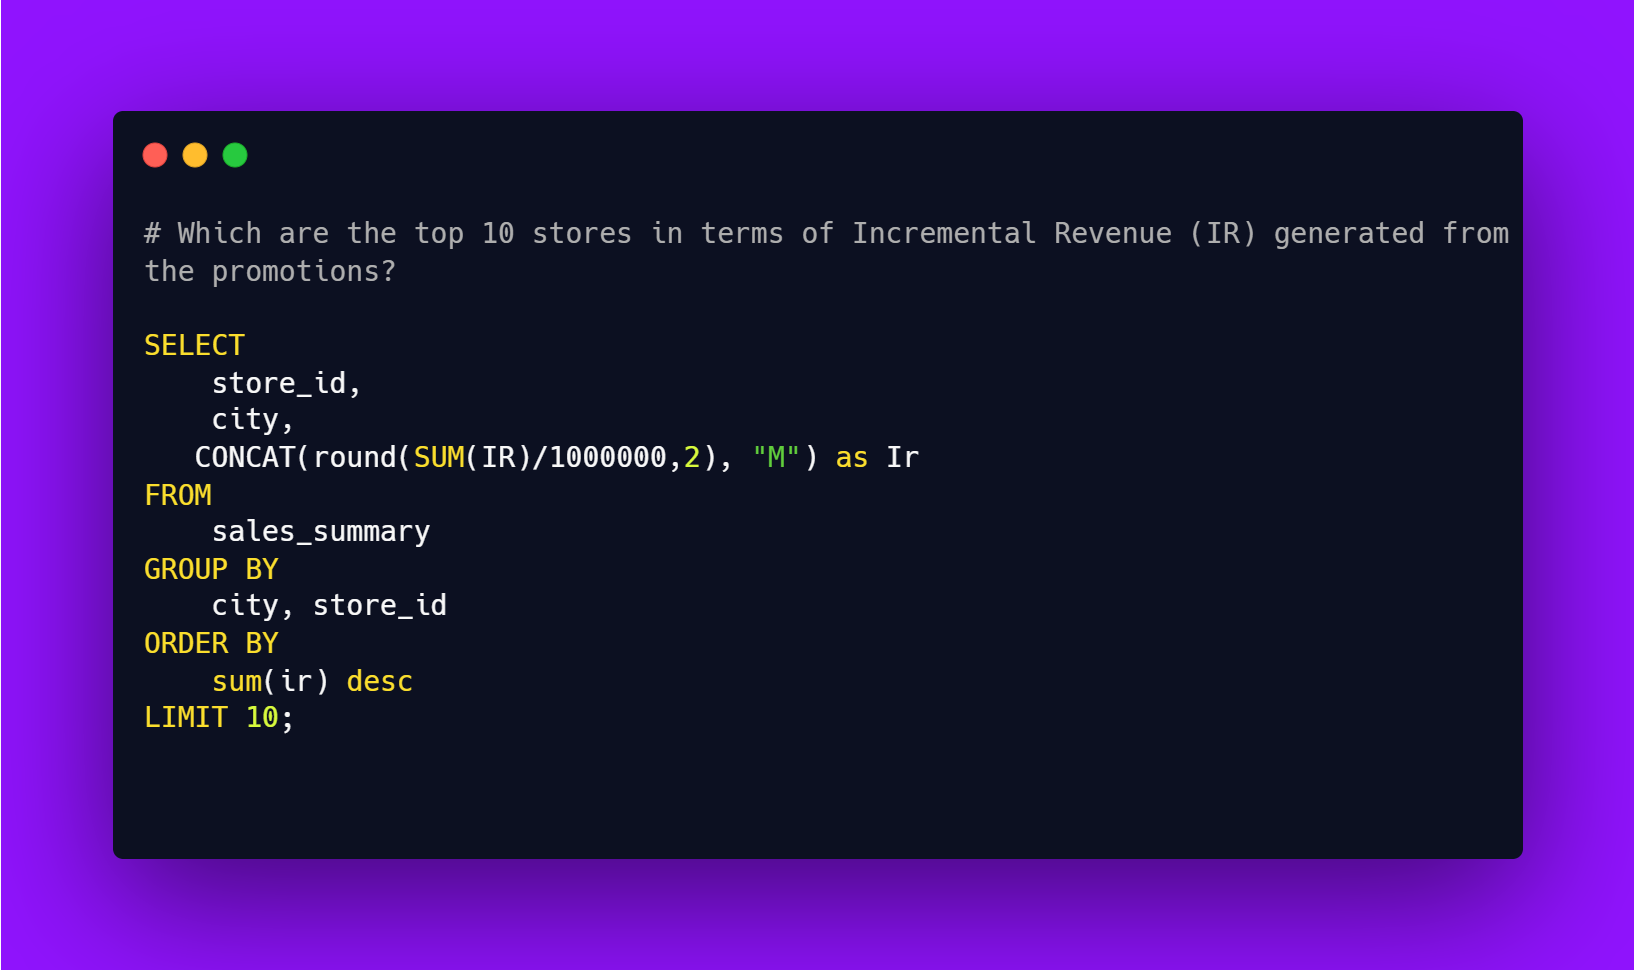 # Which are the top 10 stores in terms of Incremental Revenue (IR) generated from
the promotions?
SELECT
    store_id,
    city,
   CONCAT(round(SUM(IR)/1000000,2), "M") as Ir
FROM
    sales_summary
GROUP BY
    city, store_id
ORDER BY
    sum(ir) desc
LIMIT 10;